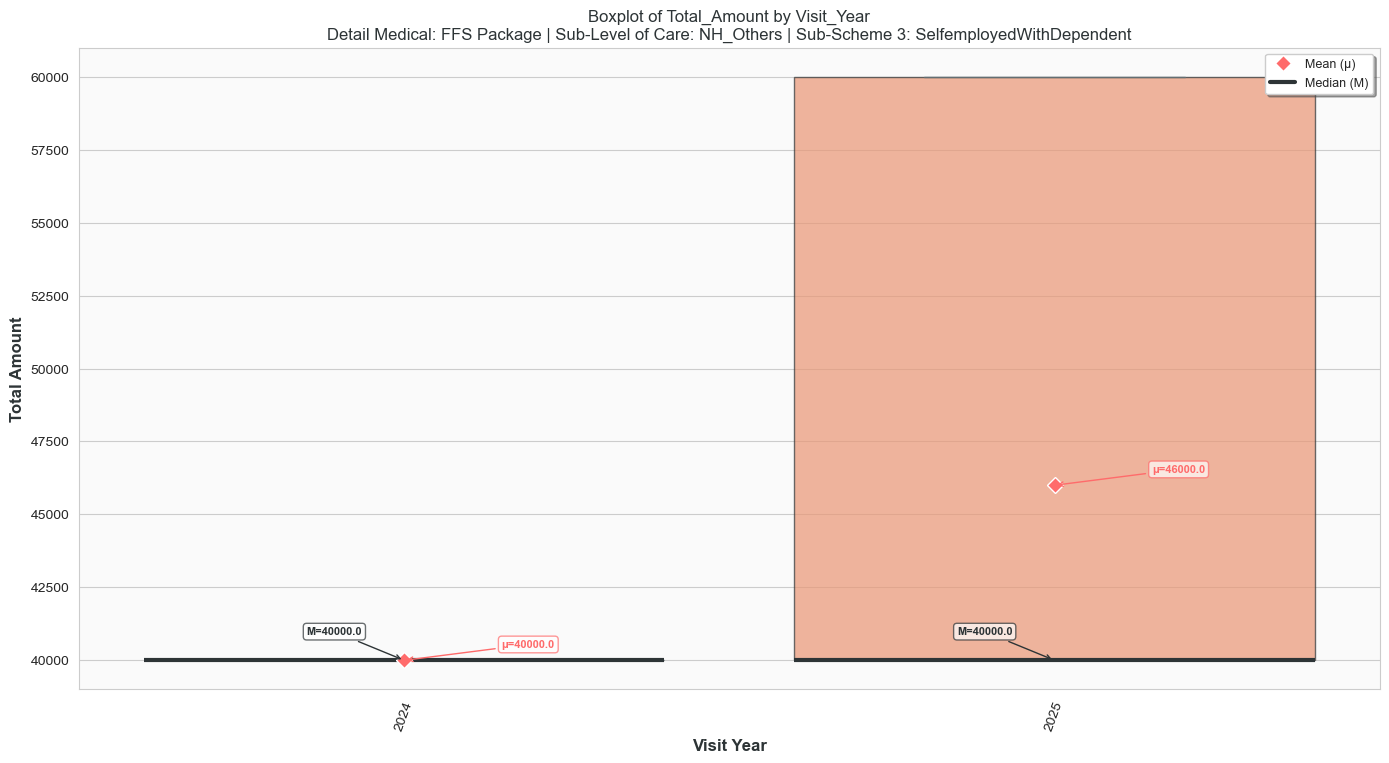 Boxplot of Total_Amount by Visit_Year
Detail Medical: FFS Package | Sub-Level of Care: NH_Others | Sub-Scheme 3: SelfemployedWithDependent
Mean (μ)
Median (M)
60000
57500
55000
52500
50000
47500
45000
42500
40000
Total Amount
μ=46000.0
M=40000.0
μ=40000.0
M=40000.0
2024
2025
Visit Year